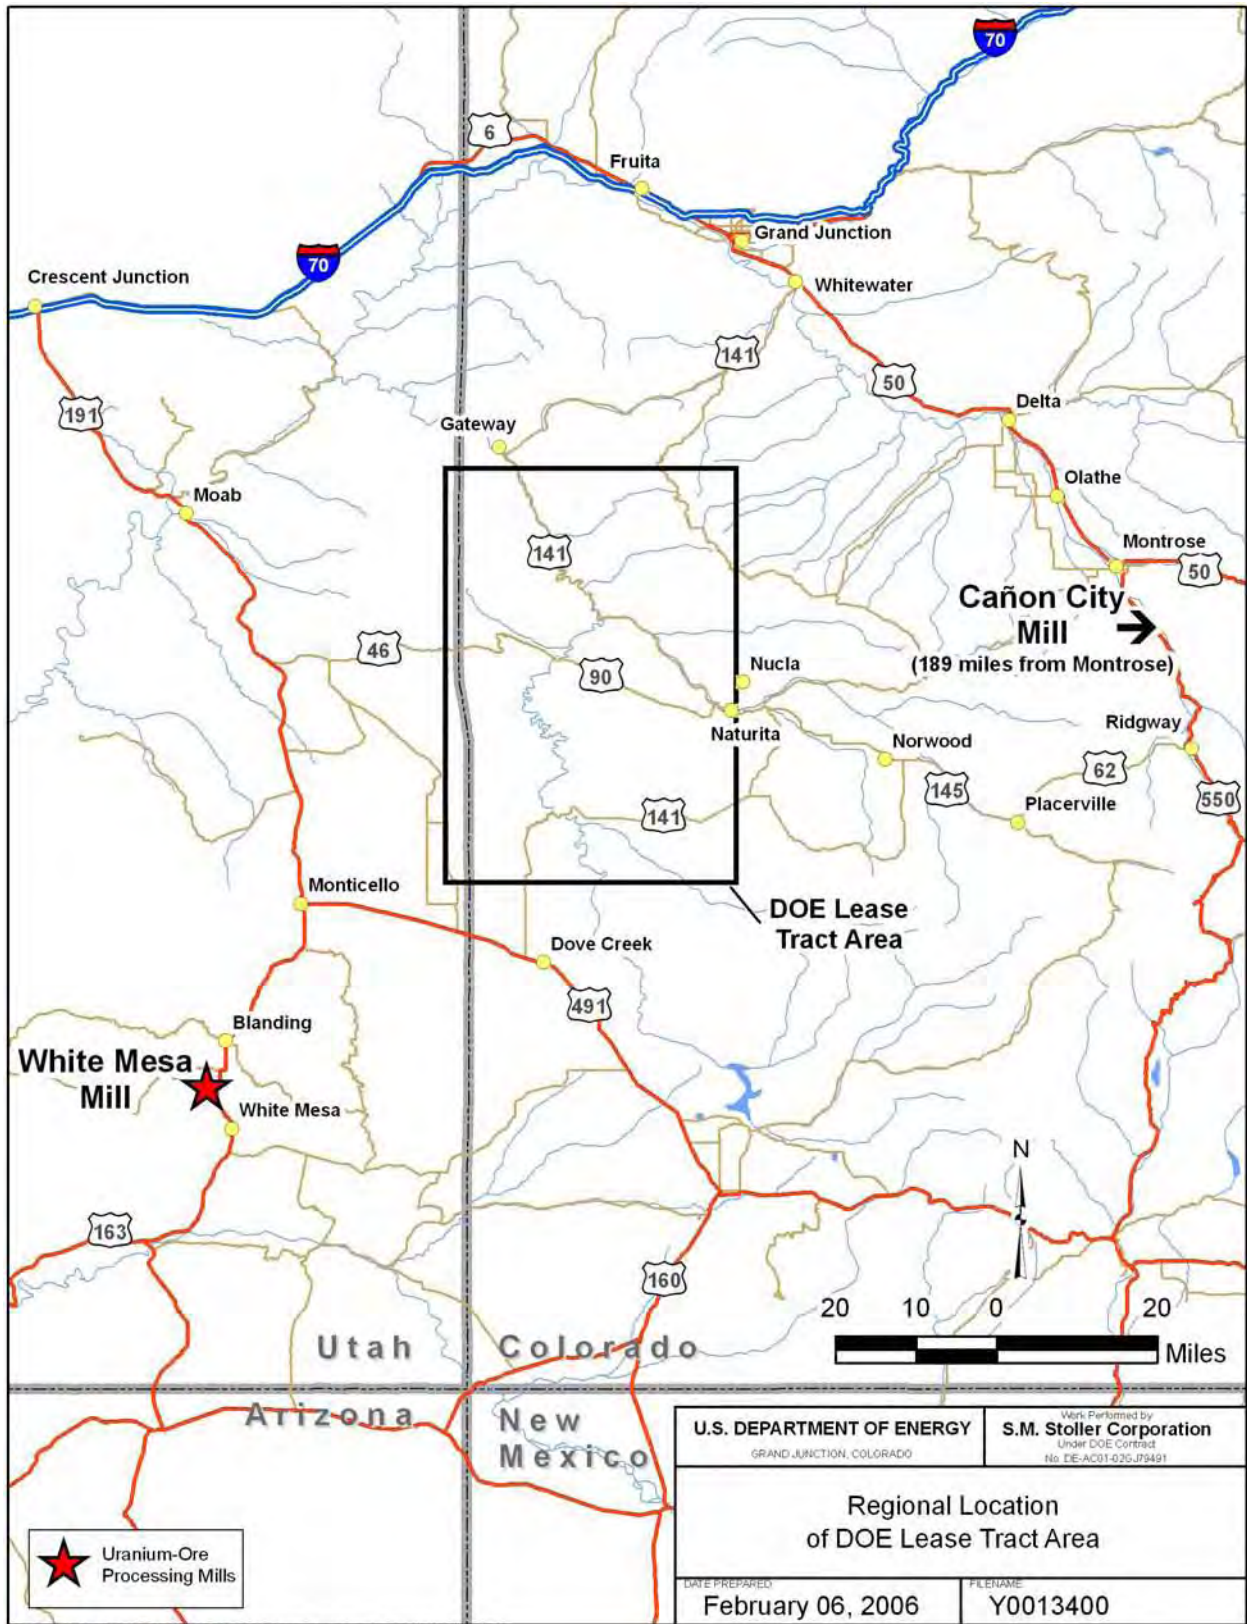 70
6
Fruita
Grand Junction
70
Crescent Junction
Whitewater
141
50
191
Delta
Gateway
Olathe
Moab
141
Montrose
50
Cañon City
Mill
(189 miles from Montrose)
46
90
Nucla
Naturita
Ridgway
Norwood
62
145
550
Placerville
141
Monticello
DOE Lease
Tract Area
Dove Creek
491
Blanding
White Mesa
Mill
White Mesa
N
163
160
20 10 0 20
Miles
Utah Colorado
Arizona New
Mexico
U.S. DEPARTMENT OF ENERGY
GRAND JUNCTION, COLORADO
Work Performed by
S.M. Stoller Corporation
Under DOE Contract
No. DE-AC01-02GJ79491
Regional Location
of DOE Lease Tract Area
Uranium-Ore
Processing Mills
DATE PREPARED
February 06, 2006
FILENAME
Y0013400